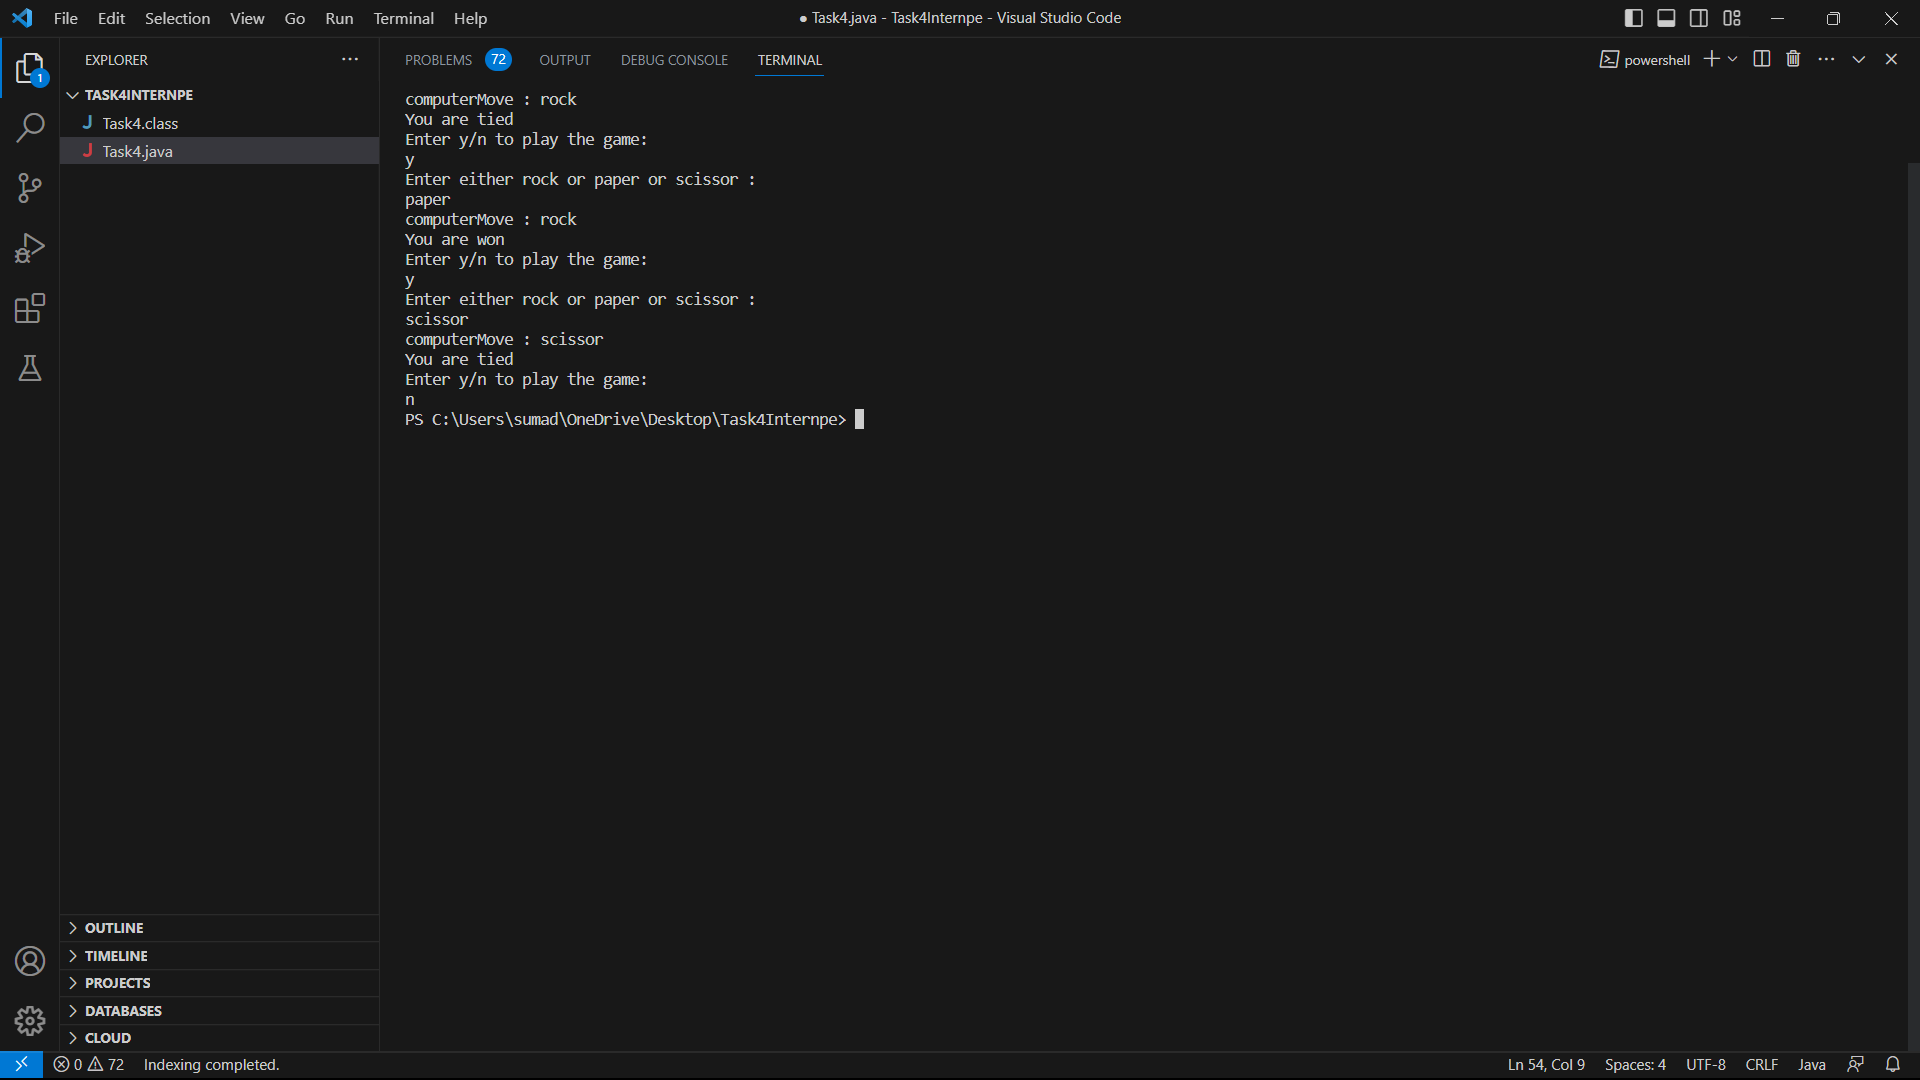 File Edit Selection View Go Run Terminal Help
● Task4.java - Task4Internpe - Visual Studio Code
1
EXPLORER
TASK4INTERNPE
J Task4.class
J Task4.java
OUTLINE
TIMELINE
PROJECTS
DATABASES
CLOUD
PROBLEMS 72 OUTPUT DEBUG CONSOLE TERMINAL
powershell
computerMove : rock
You are tied
Enter y/n to play the game:
y
Enter either rock or paper or scissor :
paper
computerMove : rock
You are won
Enter y/n to play the game:
y
Enter either rock or paper or scissor :
scissor
computerMove : scissor
You are tied
Enter y/n to play the game:
n
PS C:\Users\sumad\OneDrive\Desktop\Task4Internpe>
0 72 Indexing completed.
Ln 54, Col 9 Spaces: 4 UTF-8 CRLF Java